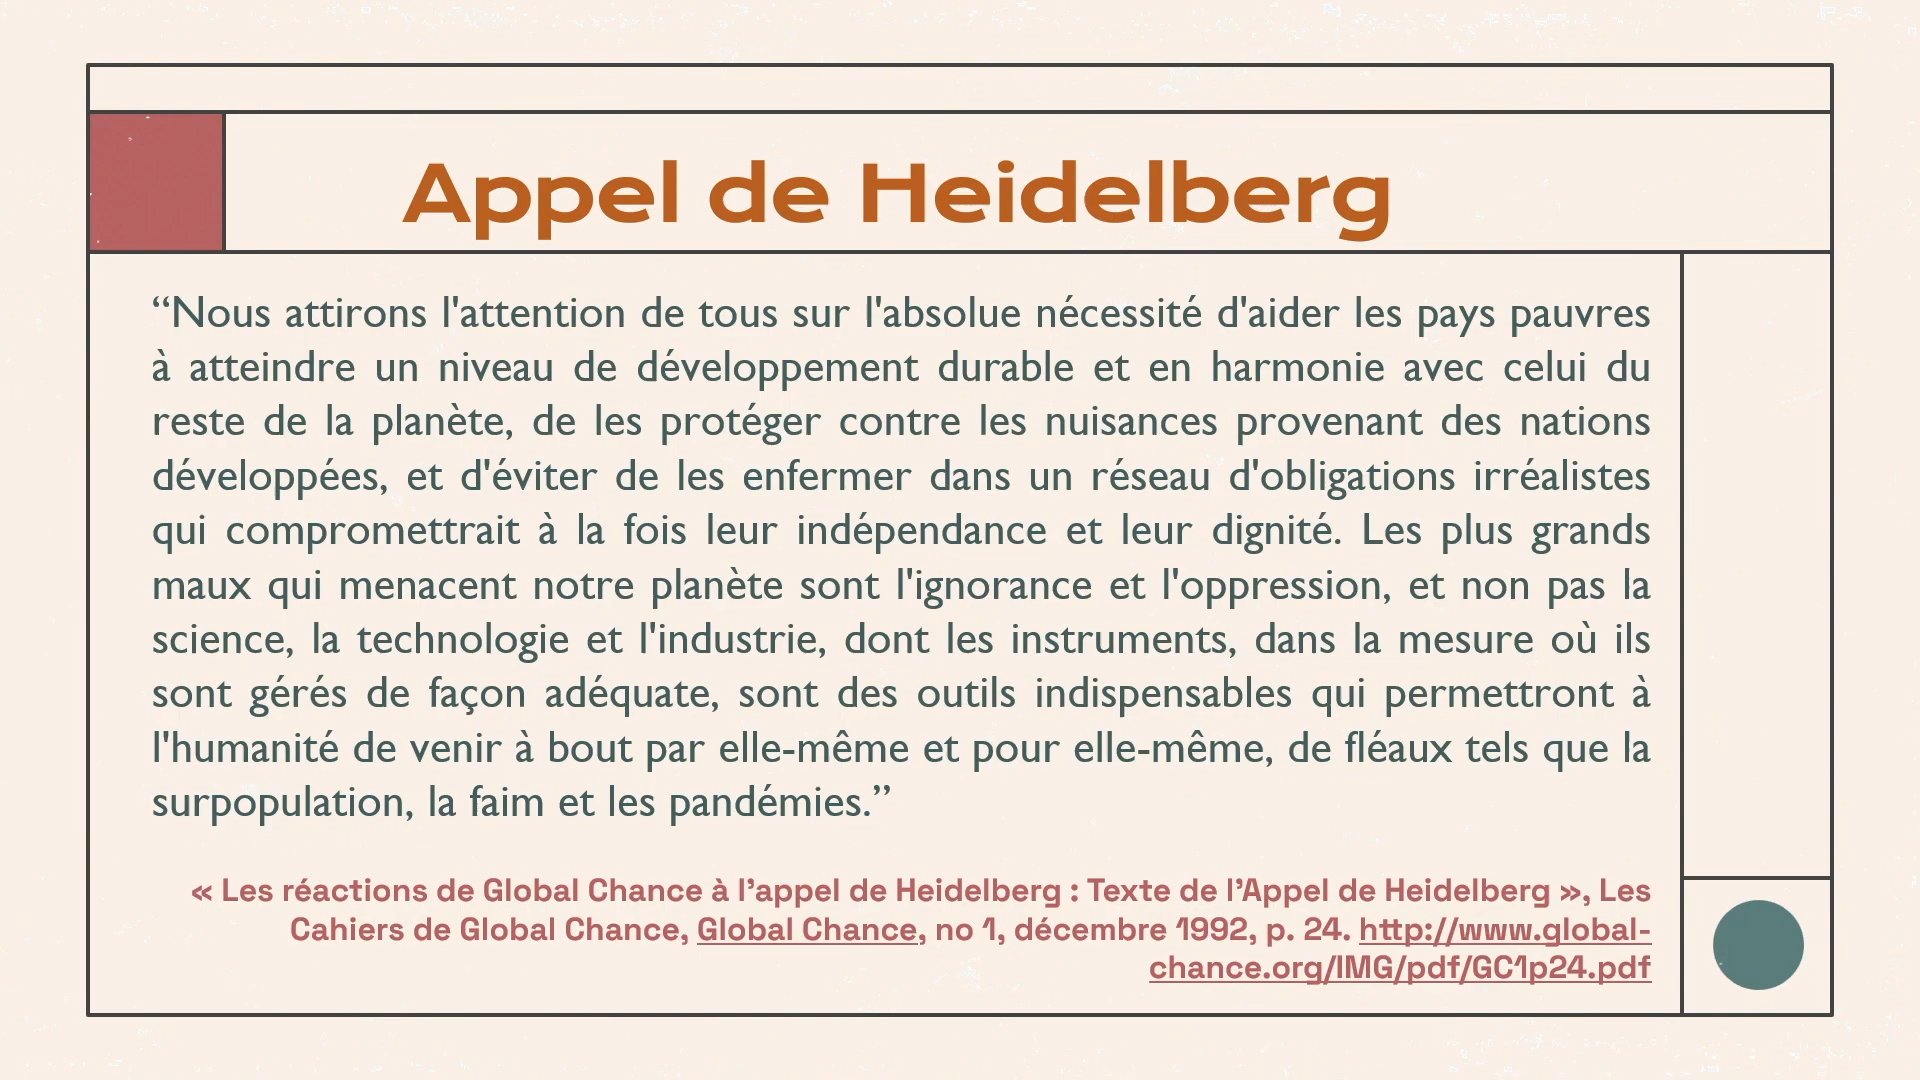 Appel de Heidelberg
“Nous attirons l'attention de tous sur l'absolue nécessité d'aider les pays pauvres
à atteindre un niveau de développement durable et en harmonie avec celui du
reste de la planète, de les protéger contre les nuisances provenant des nations
développées, et d'éviter de les enfermer dans un réseau d'obligations irréalistes
qui compromettrait à la fois leur indépendance et leur dignité. Les plus grands
maux qui menacent notre planète sont l'ignorance et l'oppression, et non pas la
science, la technologie et l'industrie, dont les instruments, dans la mesure où ils
sont gérés de façon adéquate, sont des outils indispensables qui permettront à
l'humanité de venir à bout par elle-même et pour elle-même, de fléaux tels que la
surpopulation, la faim et les pandémies.”
« Les réactions de Global Chance à l’appel de Heidelberg : Texte de l’Appel de Heidelberg », Les
Cahiers de Global Chance, Global Chance, no 1, décembre 1992, p. 24. http://www.global-
chance.org/IMG/pdf/GC1p24.pdf